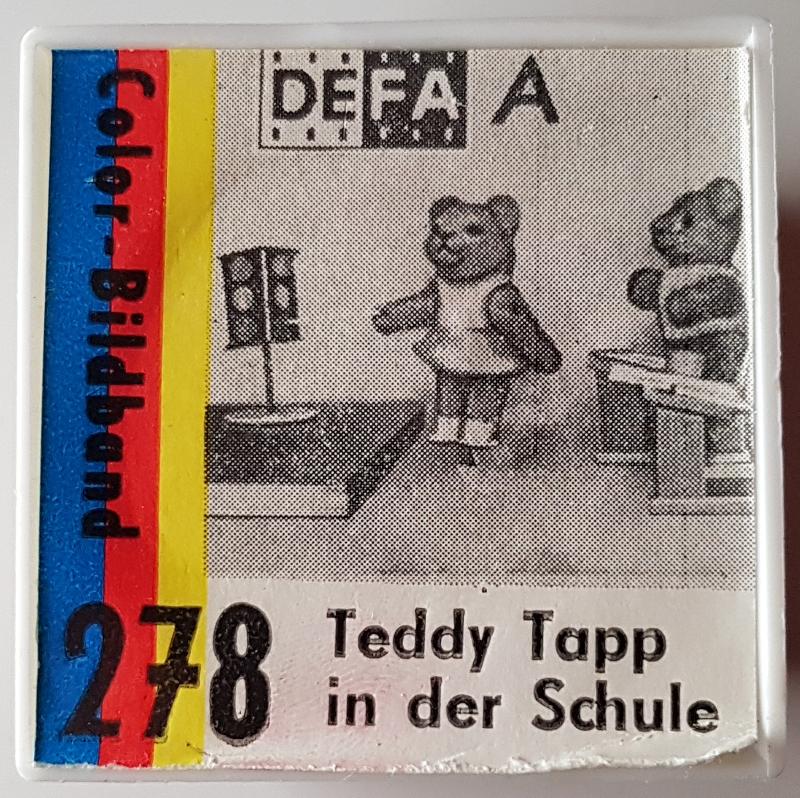 DEFA A
Color-Bildband
278
Teddy Tapp
in der Schule